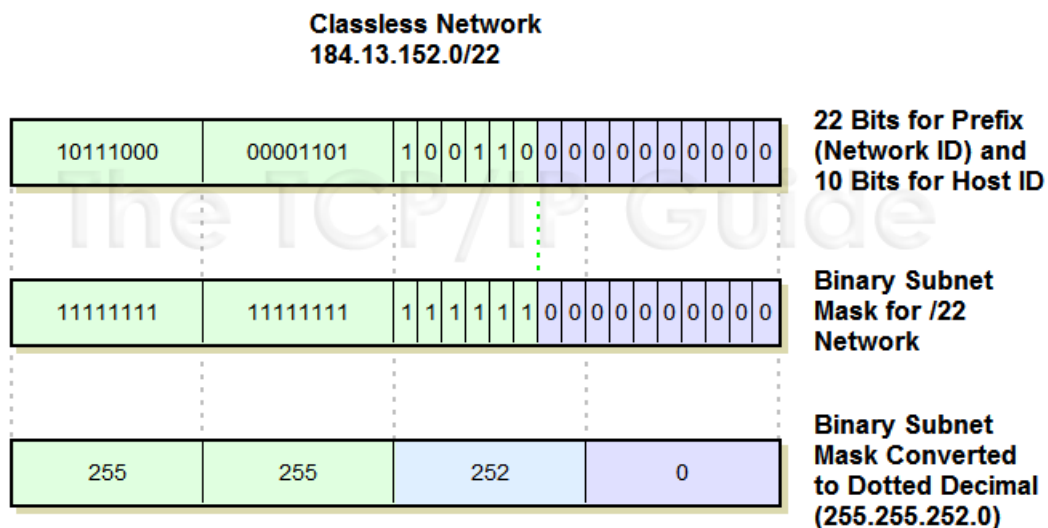 Classless Network
184.13.152.0/22
10111000 00001101 1 0 0 1 1 0 0 0 0 0 0 0 0 0 0 0
22 Bits for Prefix
(Network ID) and
10 Bits for Host ID
The TCP/IP Guide
11111111 11111111 1 1 1 1 1 1 0 0 0 0 0 0 0 0 0 0
Binary Subnet
Mask for /22
Network
255 255 252 0
Binary Subnet
Mask Converted
to Dotted Decimal
(255.255.252.0)